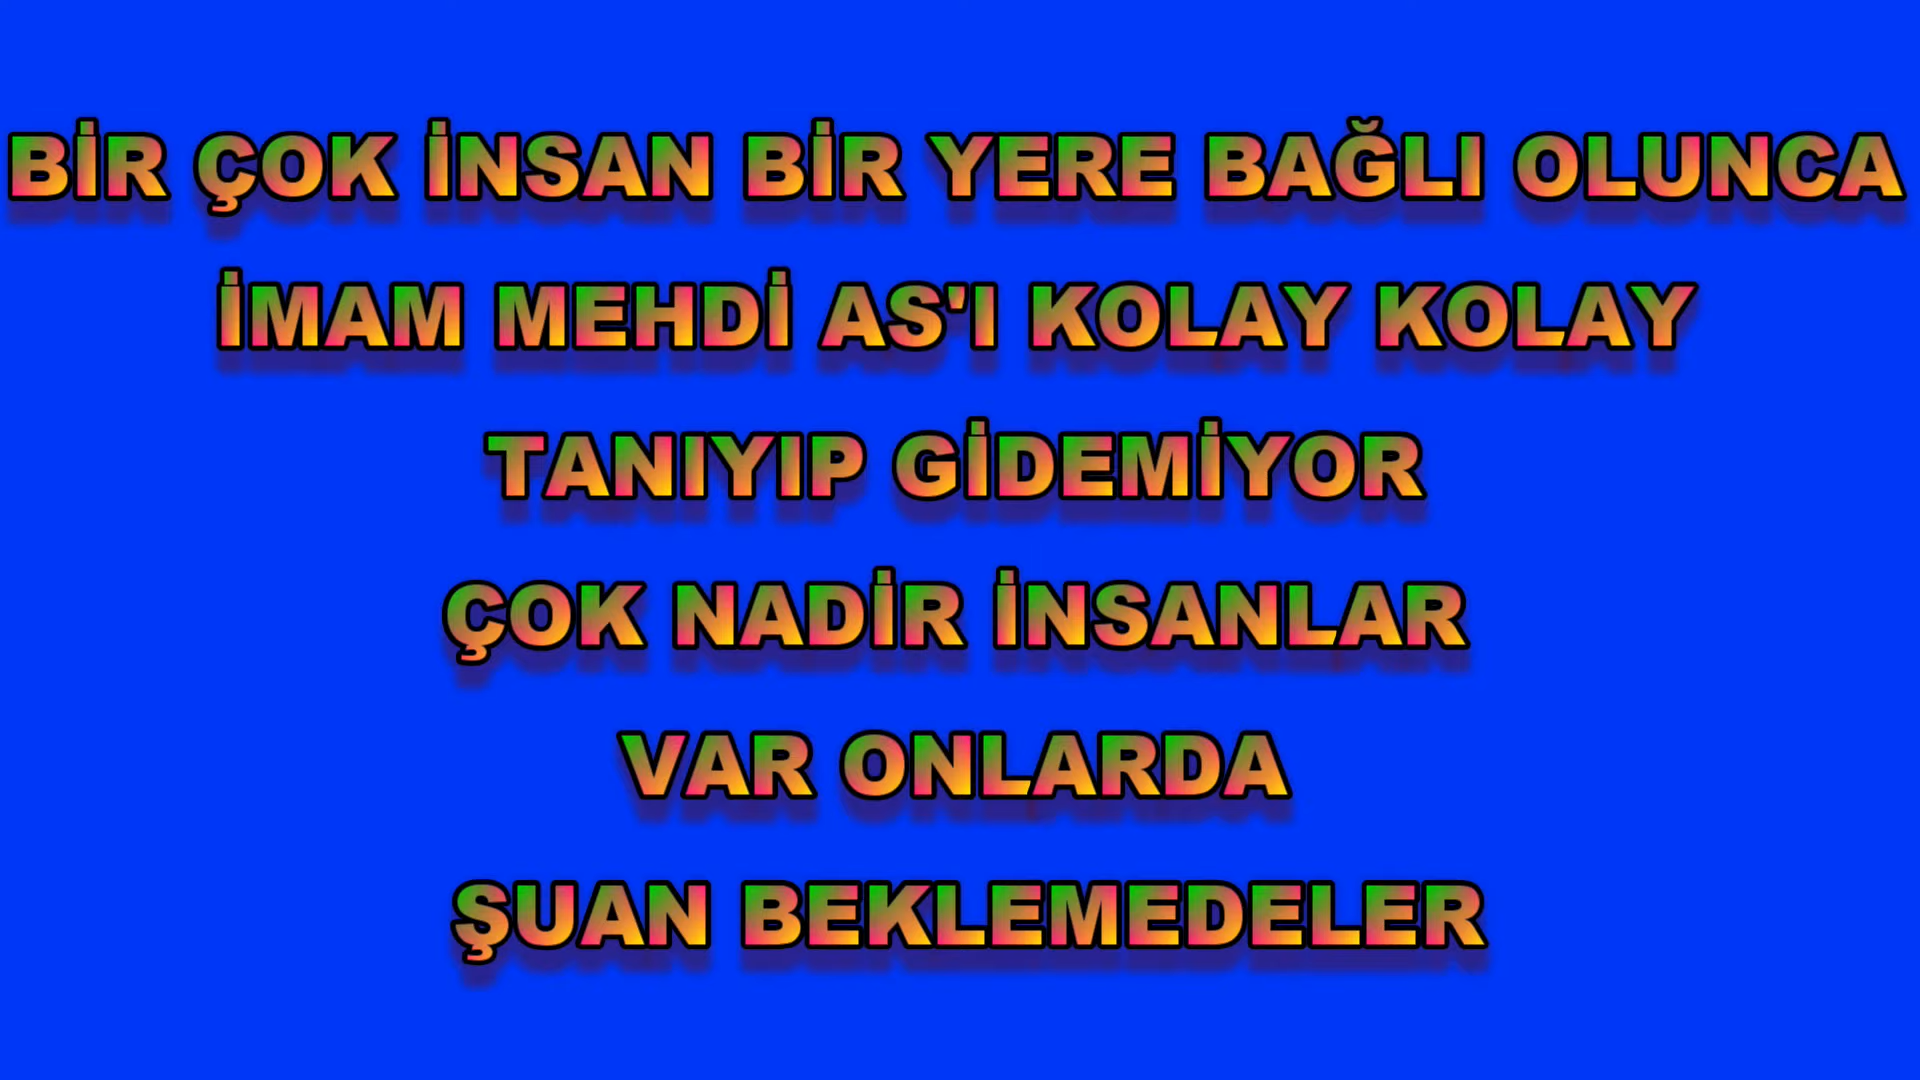 BİR ÇOK İNSAN BİR YERE BAĞLI OLUNCA
İMAM MEHDİ AS'I KOLAY KOLAY
TANIYIP GİDEMİYOR
ÇOK NADİR İNSANLAR
VAR ONLARDA
ŞUAN BEKLEMEDELER